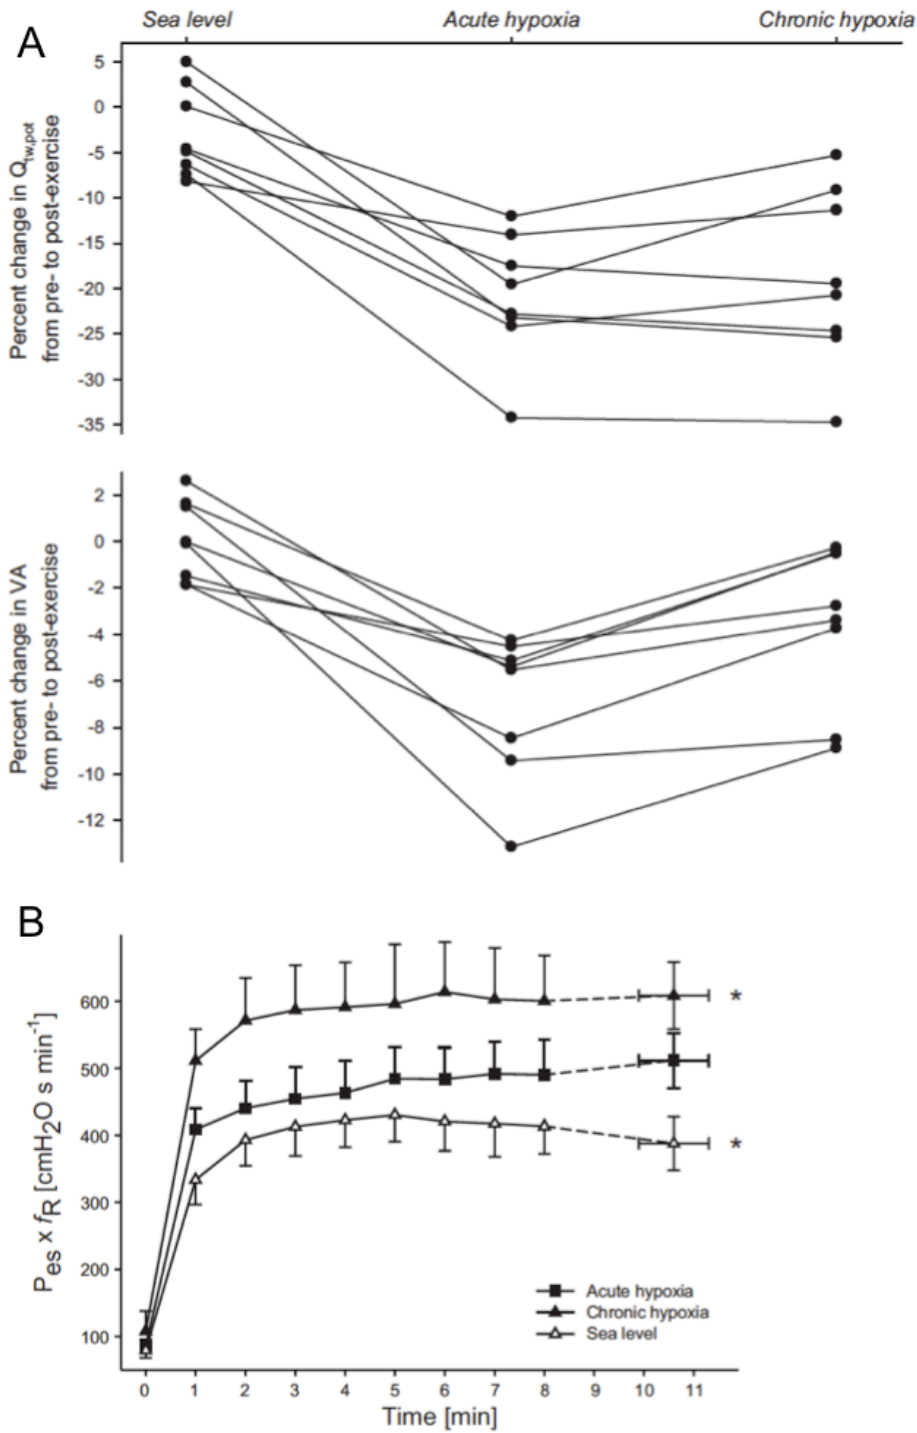 A
Sea level Acute hypoxia Chronic hypoxia
Percent change in Qtw,pot
from pre- to post-exercise
5
0
-5
-10
-15
-20
-25
-30
-35
Percent change in VA
from pre- to post-exercise
2
0
-2
-4
-6
-8
-10
-12
B
Pes x fR [cmH2O s min-1]
600
500
400
300
200
100
*
*
Acute hypoxia
Chronic hypoxia
Sea level
0 1 2 3 4 5 6 7 8 9 10 11
Time [min]